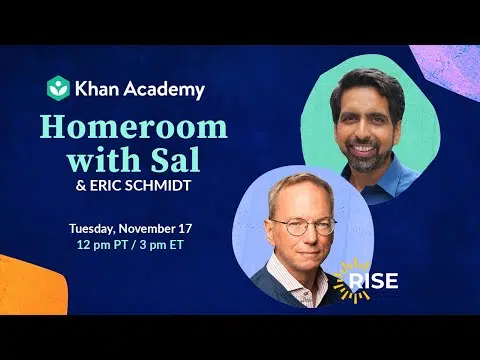 Khan Academy
Homeroom
with Sal
& ERIC SCHMIDT
Tuesday, November 17
12 pm PT / 3 pm ET
RISE